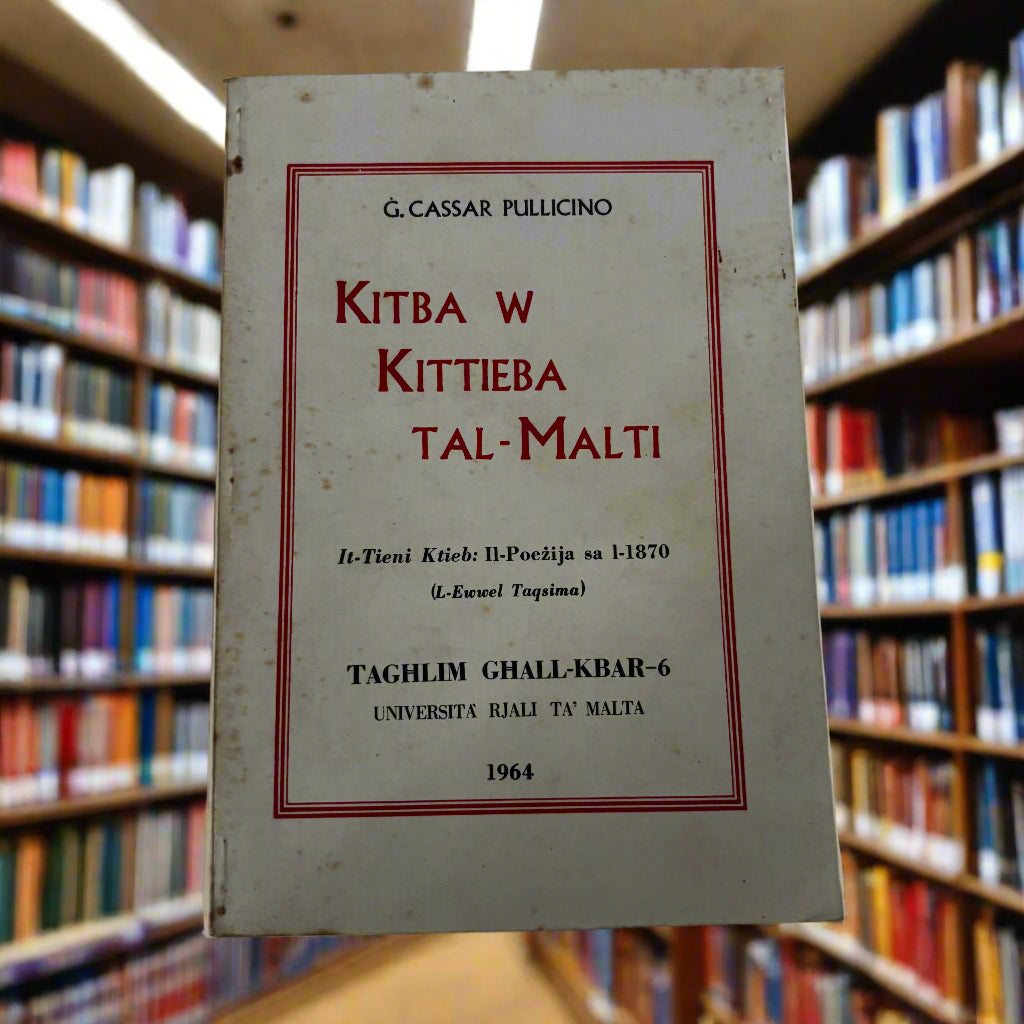 Ġ. CASSAR PULLICINO
KITBA W
KITTIEBA
TAL-MALTI
It-Tieni Ktieb: Il-Poeżija sa l-1870
(L-Ewwel Taqsima)
TAGHLIM GHALL-KBAR-6
UNIVERSITA' RJALI TA' MALTA
1964